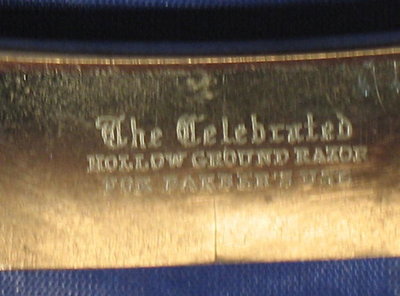 The Celebrated
HOLLOW GROUND RAZOR
FOR BARBER'S USE